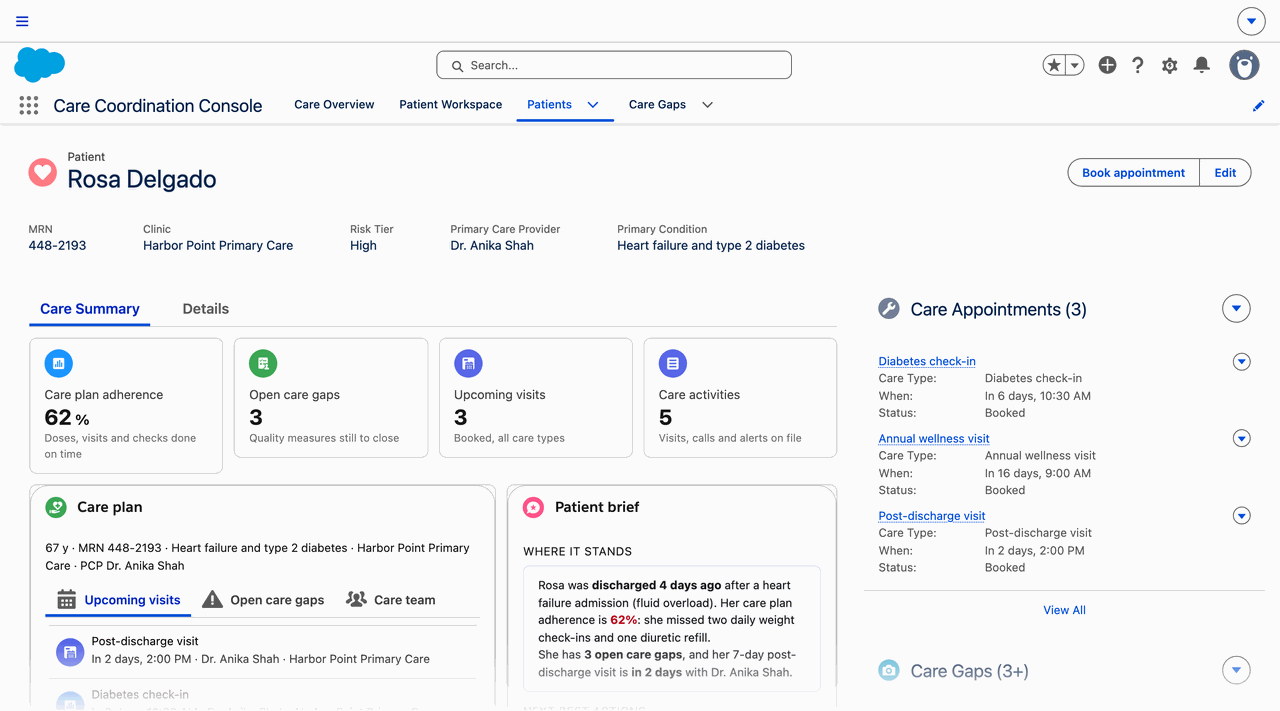 Search...
Care Coordination Console
Care Overview
Patient Workspace
Patients
Care Gaps
Patient
Rosa Delgado
Book appointment
Edit
MRN
448-2193
Clinic
Harbor Point Primary Care
Risk Tier
High
Primary Care Provider
Dr. Anika Shah
Primary Condition
Heart failure and type 2 diabetes
Care Summary
Details
Care plan adherence
62 %
Doses, visits and checks done
on time
Open care gaps
3
Quality measures still to close
Upcoming visits
3
Booked, all care types
Care activities
5
Visits, calls and alerts on file
Care plan
67 y · MRN 448-2193 · Heart failure and type 2 diabetes · Harbor Point Primary
Care · PCP Dr. Anika Shah
Upcoming visits
Open care gaps
Care team
Post-discharge visit
In 2 days, 2:00 PM · Dr. Anika Shah · Harbor Point Primary Care
Diabetes check-in
Patient brief
WHERE IT STANDS
Rosa was discharged 4 days ago after a heart
failure admission (fluid overload). Her care plan
adherence is 62%: she missed two daily weight
check-ins and one diuretic refill.
She has 3 open care gaps, and her 7-day post-
discharge visit is in 2 days with Dr. Anika Shah.
NEXT BEST ACTIONS
Care Appointments (3)
Diabetes check-in
Care Type: Diabetes check-in
When: In 6 days, 10:30 AM
Status: Booked
Annual wellness visit
Care Type: Annual wellness visit
When: In 16 days, 9:00 AM
Status: Booked
Post-discharge visit
Care Type: Post-discharge visit
When: In 2 days, 2:00 PM
Status: Booked
View All
Care Gaps (3+)